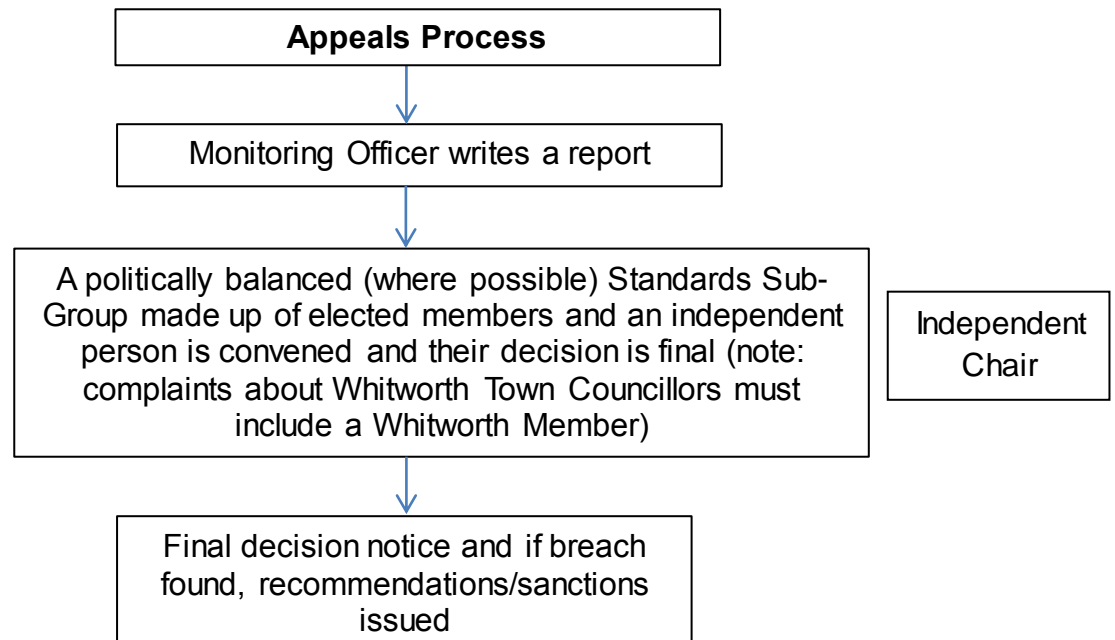 Appeals Process
Monitoring Officer writes a report
A politically balanced (where possible) Standards Sub-
Group made up of elected members and an independent
person is convened and their decision is final (note:
complaints about Whitworth Town Councillors must
include a Whitworth Member)
Independent
Chair
Final decision notice and if breach
found, recommendations/sanctions
issued